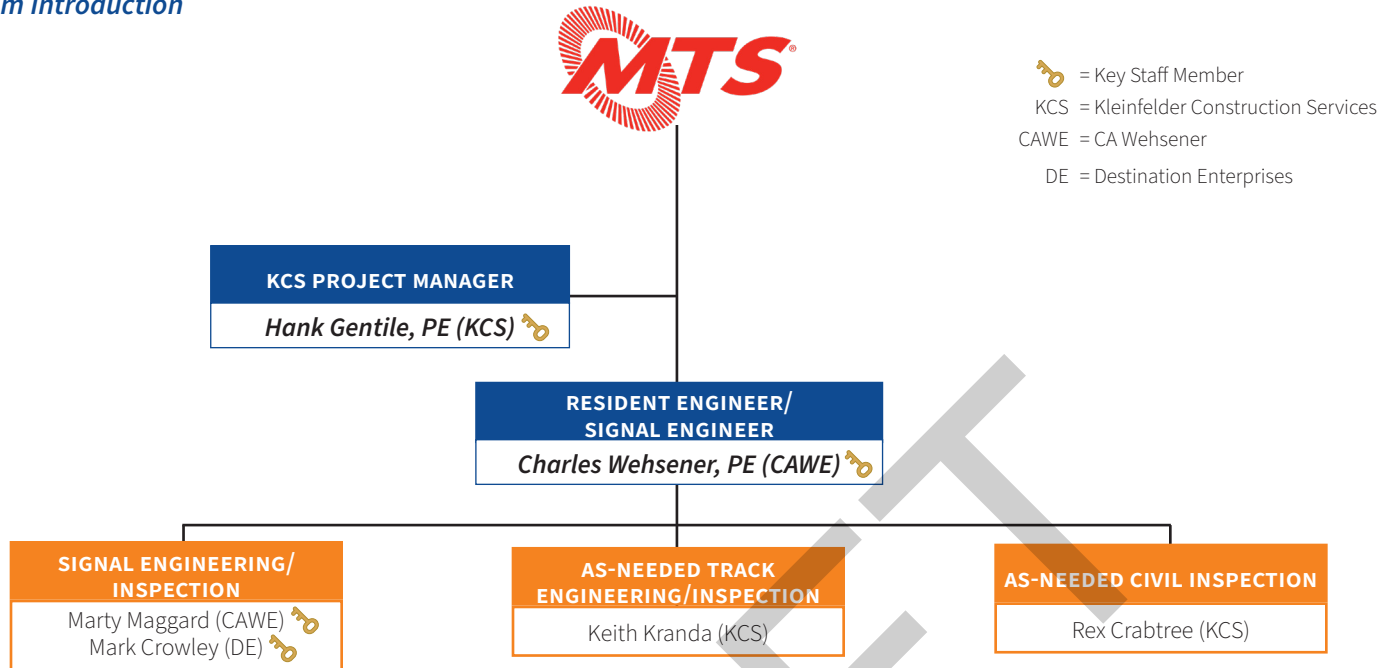 m Introduction
MTS®
= Key Staff Member
KCS = Kleinfelder Construction Services
CAWE = CA Wehsener
DE = Destination Enterprises
KCS PROJECT MANAGER
Hank Gentile, PE (KCS)
RESIDENT ENGINEER/
SIGNAL ENGINEER
Charles Wehsener, PE (CAWE)
SIGNAL ENGINEERING/
INSPECTION
Marty Maggard (CAWE)
Mark Crowley (DE)
AS-NEEDED TRACK
ENGINEERING/INSPECTION
Keith Kranda (KCS)
AS-NEEDED CIVIL INSPECTION
Rex Crabtree (KCS)